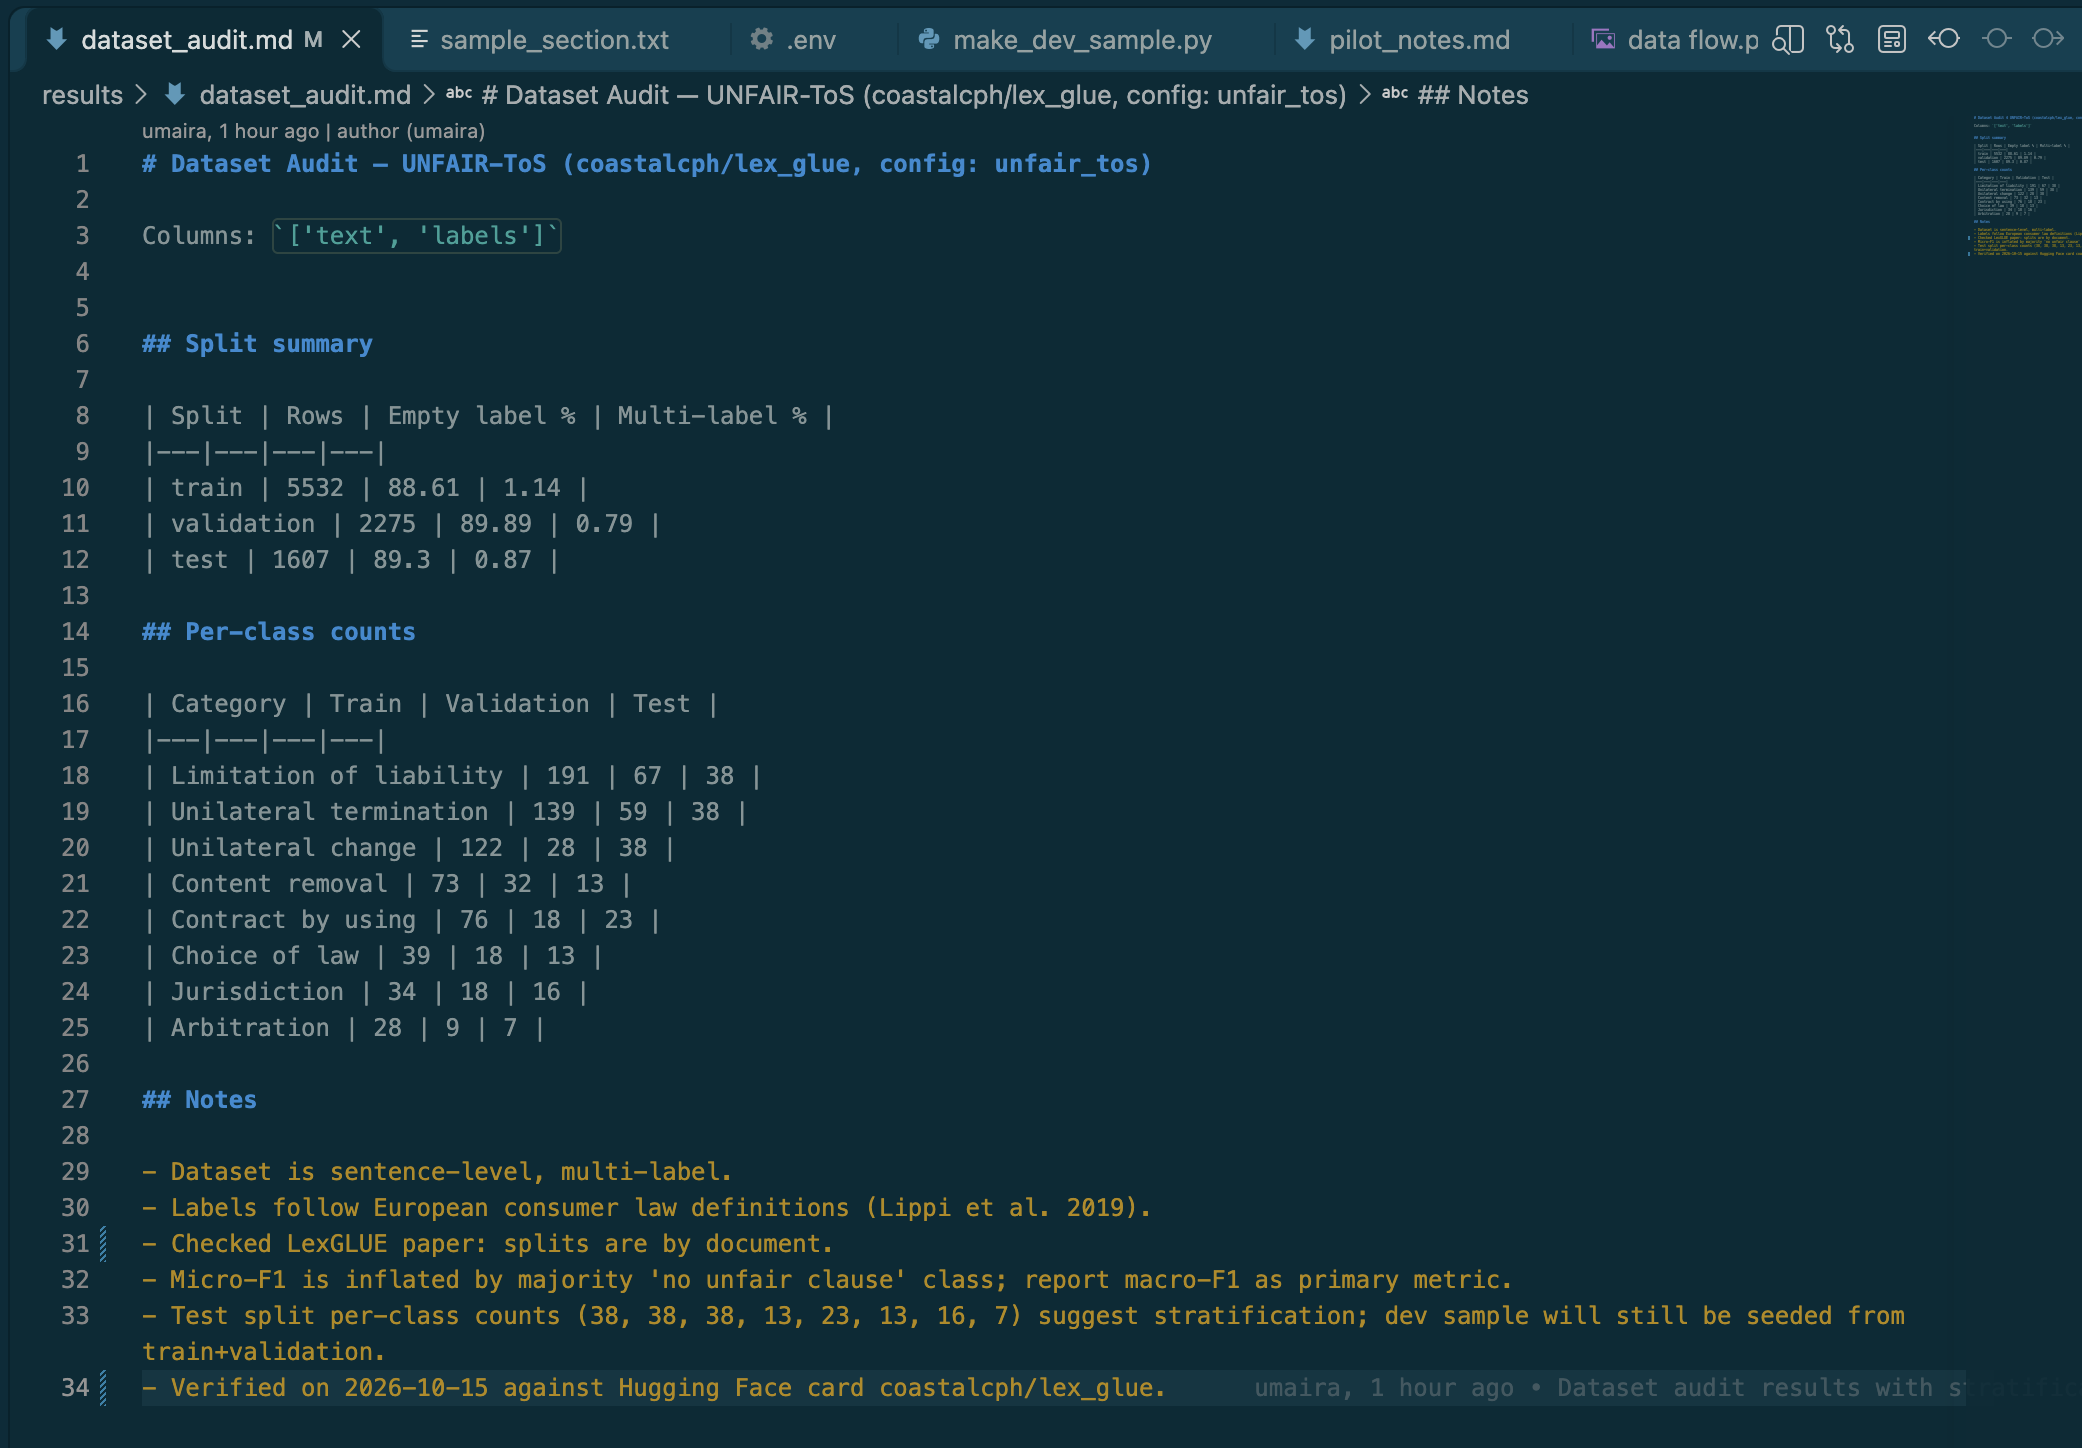 dataset_audit.md M
sample_section.txt
.env
make_dev_sample.py
pilot_notes.md
data flow.p
results > dataset_audit.md > abc # Dataset Audit — UNFAIR-ToS (coastalcph/lex_glue, config: unfair_tos) > abc ## Notes
umaira, 1 hour ago | author (umaira)
1 # Dataset Audit — UNFAIR-ToS (coastalcph/lex_glue, config: unfair_tos)
2
3 Columns: `['text', 'labels']`
4
5
6 ## Split summary
7
8 | Split | Rows | Empty label % | Multi-label % |
9 |---|---|---|---|
10 | train | 5532 | 88.61 | 1.14 |
11 | validation | 2275 | 89.89 | 0.79 |
12 | test | 1607 | 89.3 | 0.87 |
13
14 ## Per-class counts
15
16 | Category | Train | Validation | Test |
17 |---|---|---|---|
18 | Limitation of liability | 191 | 67 | 38 |
19 | Unilateral termination | 139 | 59 | 38 |
20 | Unilateral change | 122 | 28 | 38 |
21 | Content removal | 73 | 32 | 13 |
22 | Contract by using | 76 | 18 | 23 |
23 | Choice of law | 39 | 18 | 13 |
24 | Jurisdiction | 34 | 18 | 16 |
25 | Arbitration | 28 | 9 | 7 |
26
27 ## Notes
28
29 - Dataset is sentence-level, multi-label.
30 - Labels follow European consumer law definitions (Lippi et al. 2019).
31 - Checked LexGLUE paper: splits are by document.
32 - Micro-F1 is inflated by majority 'no unfair clause' class; report macro-F1 as primary metric.
33 - Test split per-class counts (38, 38, 38, 13, 23, 13, 16, 7) suggest stratification; dev sample will still be seeded from
train+validation.
34 - Verified on 2026-10-15 against Hugging Face card coastalcph/lex_glue. umaira, 1 hour ago • Dataset audit results with